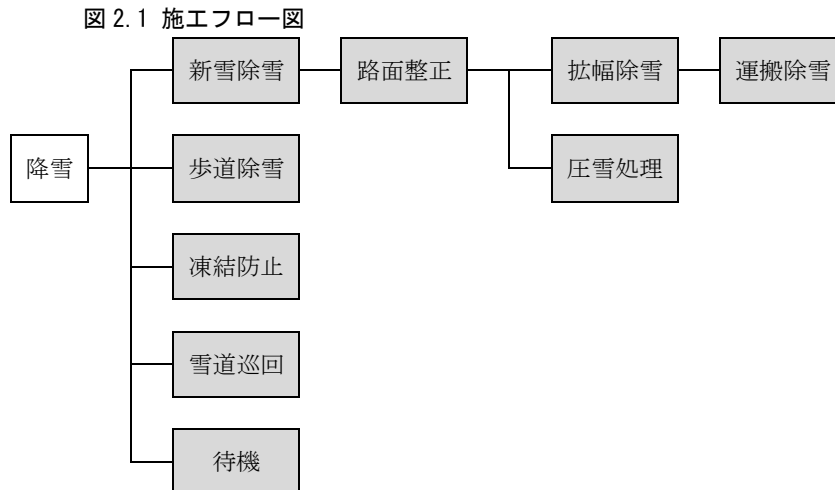 図 2.1 施工フロー図
新雪除雪
路面整正
拡幅除雪
運搬除雪
降雪
歩道除雪
圧雪処理
凍結防止
雪道巡回
待機